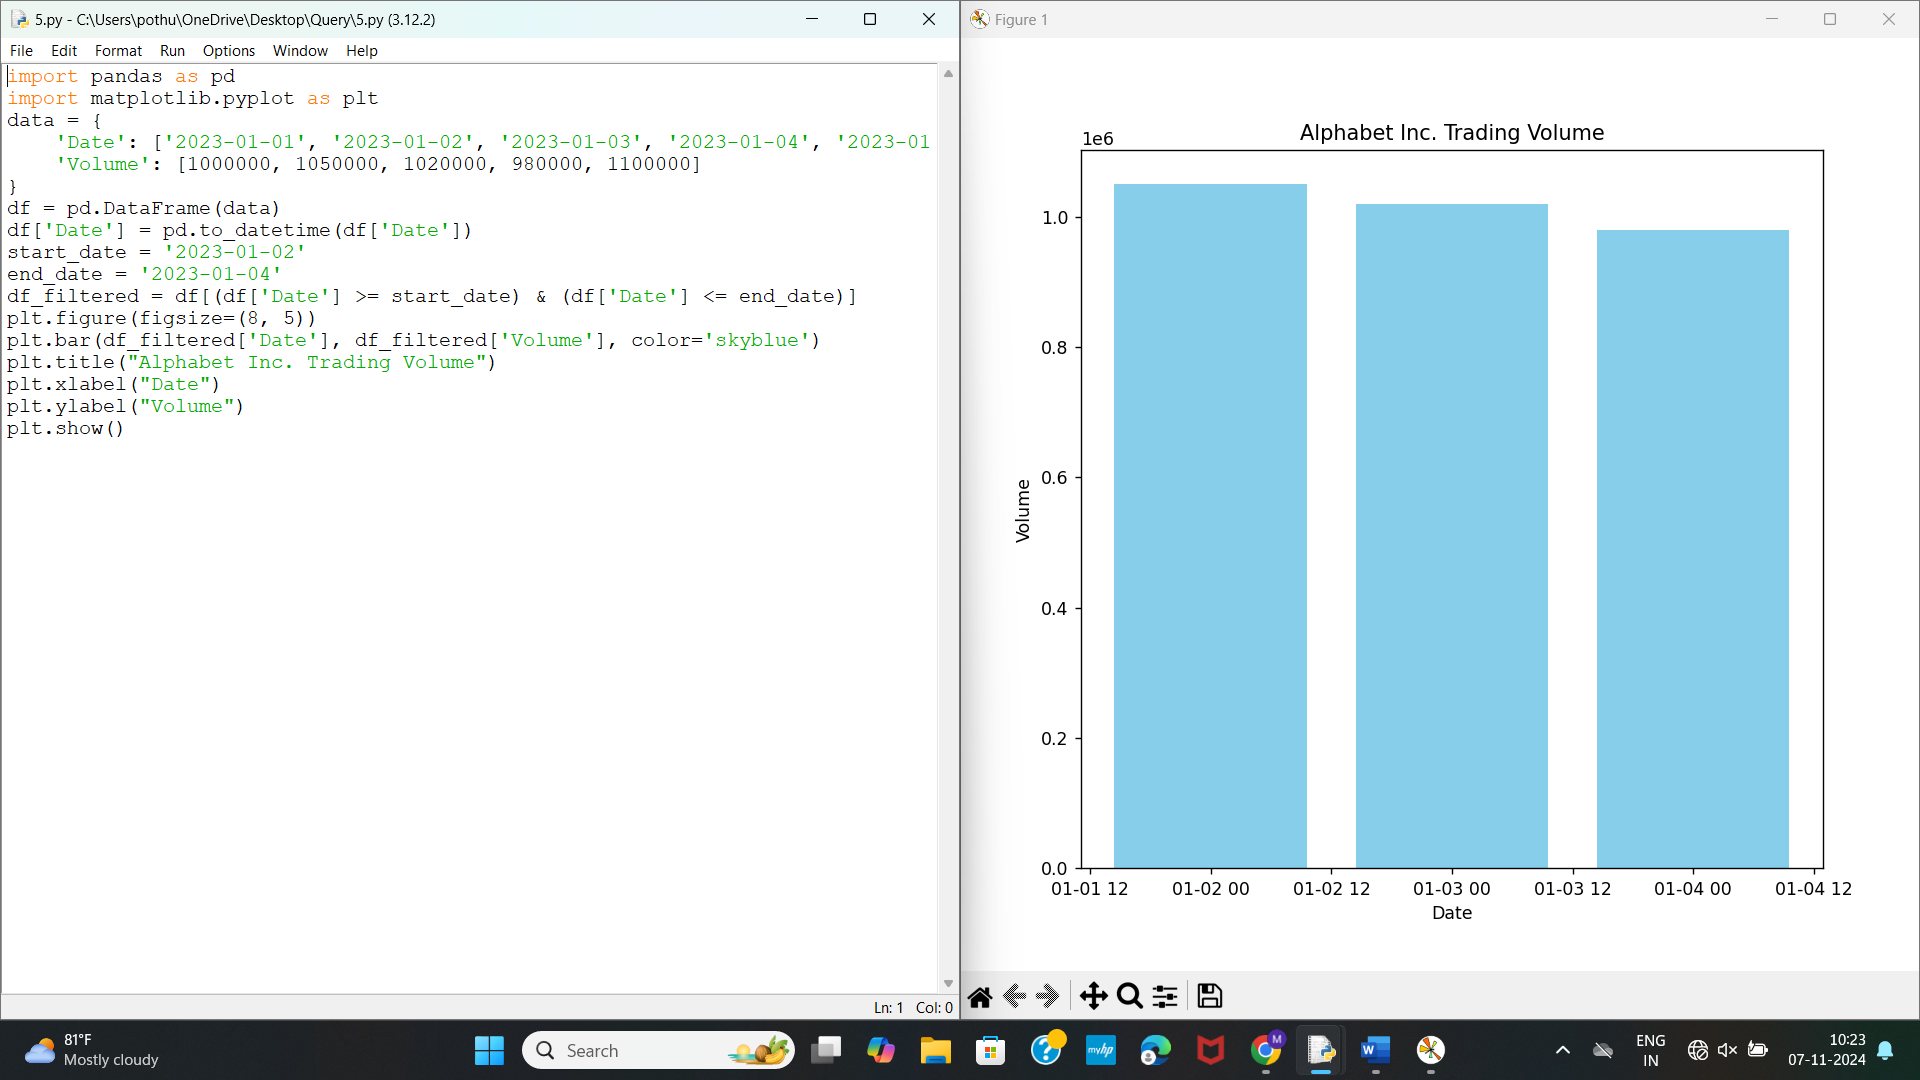 5.py - C:\Users\pothu\OneDrive\Desktop\Query\5.py (3.12.2)
File Edit Format Run Options Window Help
import pandas as pd
import matplotlib.pyplot as plt
data = {
    'Date': ['2023-01-01', '2023-01-02', '2023-01-03', '2023-01-04', '2023-01
    'Volume': [1000000, 1050000, 1020000, 980000, 1100000]
}
df = pd.DataFrame(data)
df['Date'] = pd.to_datetime(df['Date'])
start_date = '2023-01-02'
end_date = '2023-01-04'
df_filtered = df[(df['Date'] >= start_date) & (df['Date'] <= end_date)]
plt.figure(figsize=(8, 5))
plt.bar(df_filtered['Date'], df_filtered['Volume'], color='skyblue')
plt.title("Alphabet Inc. Trading Volume")
plt.xlabel("Date")
plt.ylabel("Volume")
plt.show()
Ln: 1 Col: 0
Figure 1
Alphabet Inc. Trading Volume
1e6
1.0
0.8
0.6
0.4
0.2
0.0
Volume
01-01 12 01-02 00 01-02 12 01-03 00 01-03 12 01-04 00 01-04 12
Date
81°F
Mostly cloudy
Search
myhp
M
W
ENG
IN
10:23
07-11-2024